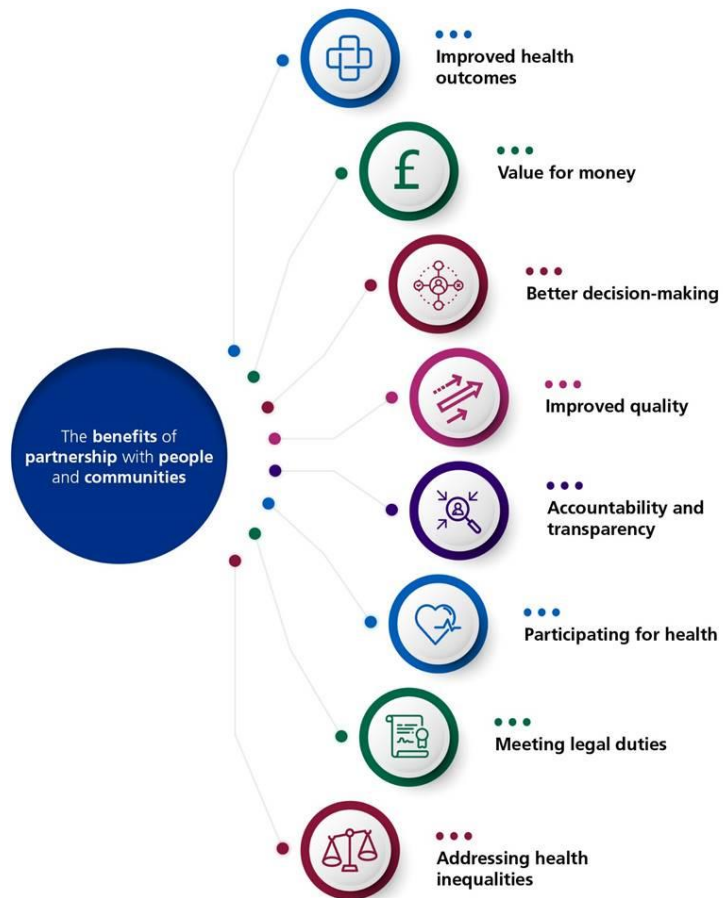 Improved health
outcomes
£
Value for money
Better decision-making
The benefits of
partnership with people
and communities
Improved quality
Accountability and
transparency
Participating for health
Meeting legal duties
Addressing health
inequalities